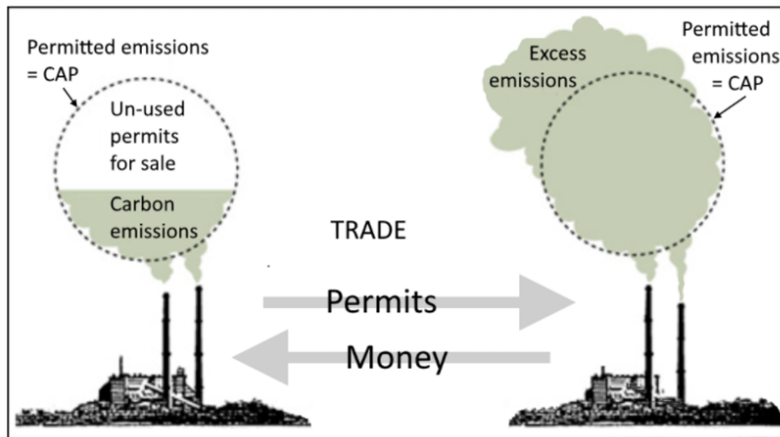 Permitted emissions
= CAP
Un-used
permits
for sale
Carbon
emissions
Excess
emissions
Permitted
emissions
= CAP
TRADE
Permits
Money